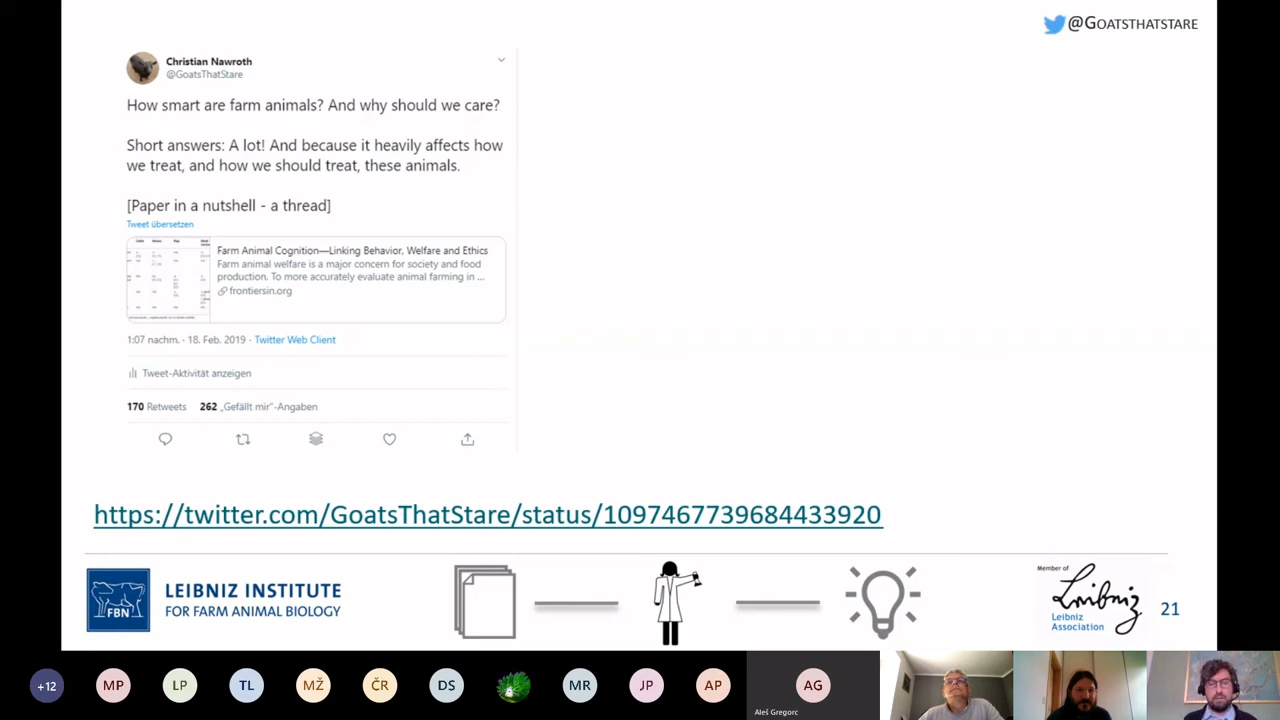 @GOATSTHATSTARE
Christian Nawroth
@GoatsThatStare
How smart are farm animals? And why should we care?
Short answers: A lot! And because it heavily affects how
we treat, and how we should treat, these animals.
[Paper in a nutshell - a thread]
Tweet übersetzen
Farm Animal Cognition—Linking Behavior, Welfare and Ethics
Farm animal welfare is a major concern for society and food
production. To more accurately evaluate animal farming in ...
frontiersin.org
1:07 nachm. · 18. Feb. 2019 · Twitter Web Client
Tweet-Aktivität anzeigen
170 Retweets 262 „Gefällt mir"-Angaben
https://twitter.com/GoatsThatStare/status/1097467739684433920
FBN
LEIBNIZ INSTITUTE
FOR FARM ANIMAL BIOLOGY
Member of
Leibniz
Leibniz
Association
21
+12 MP LP TL MŽ ČR DS MR JP AP AG
Aleš Gregorc